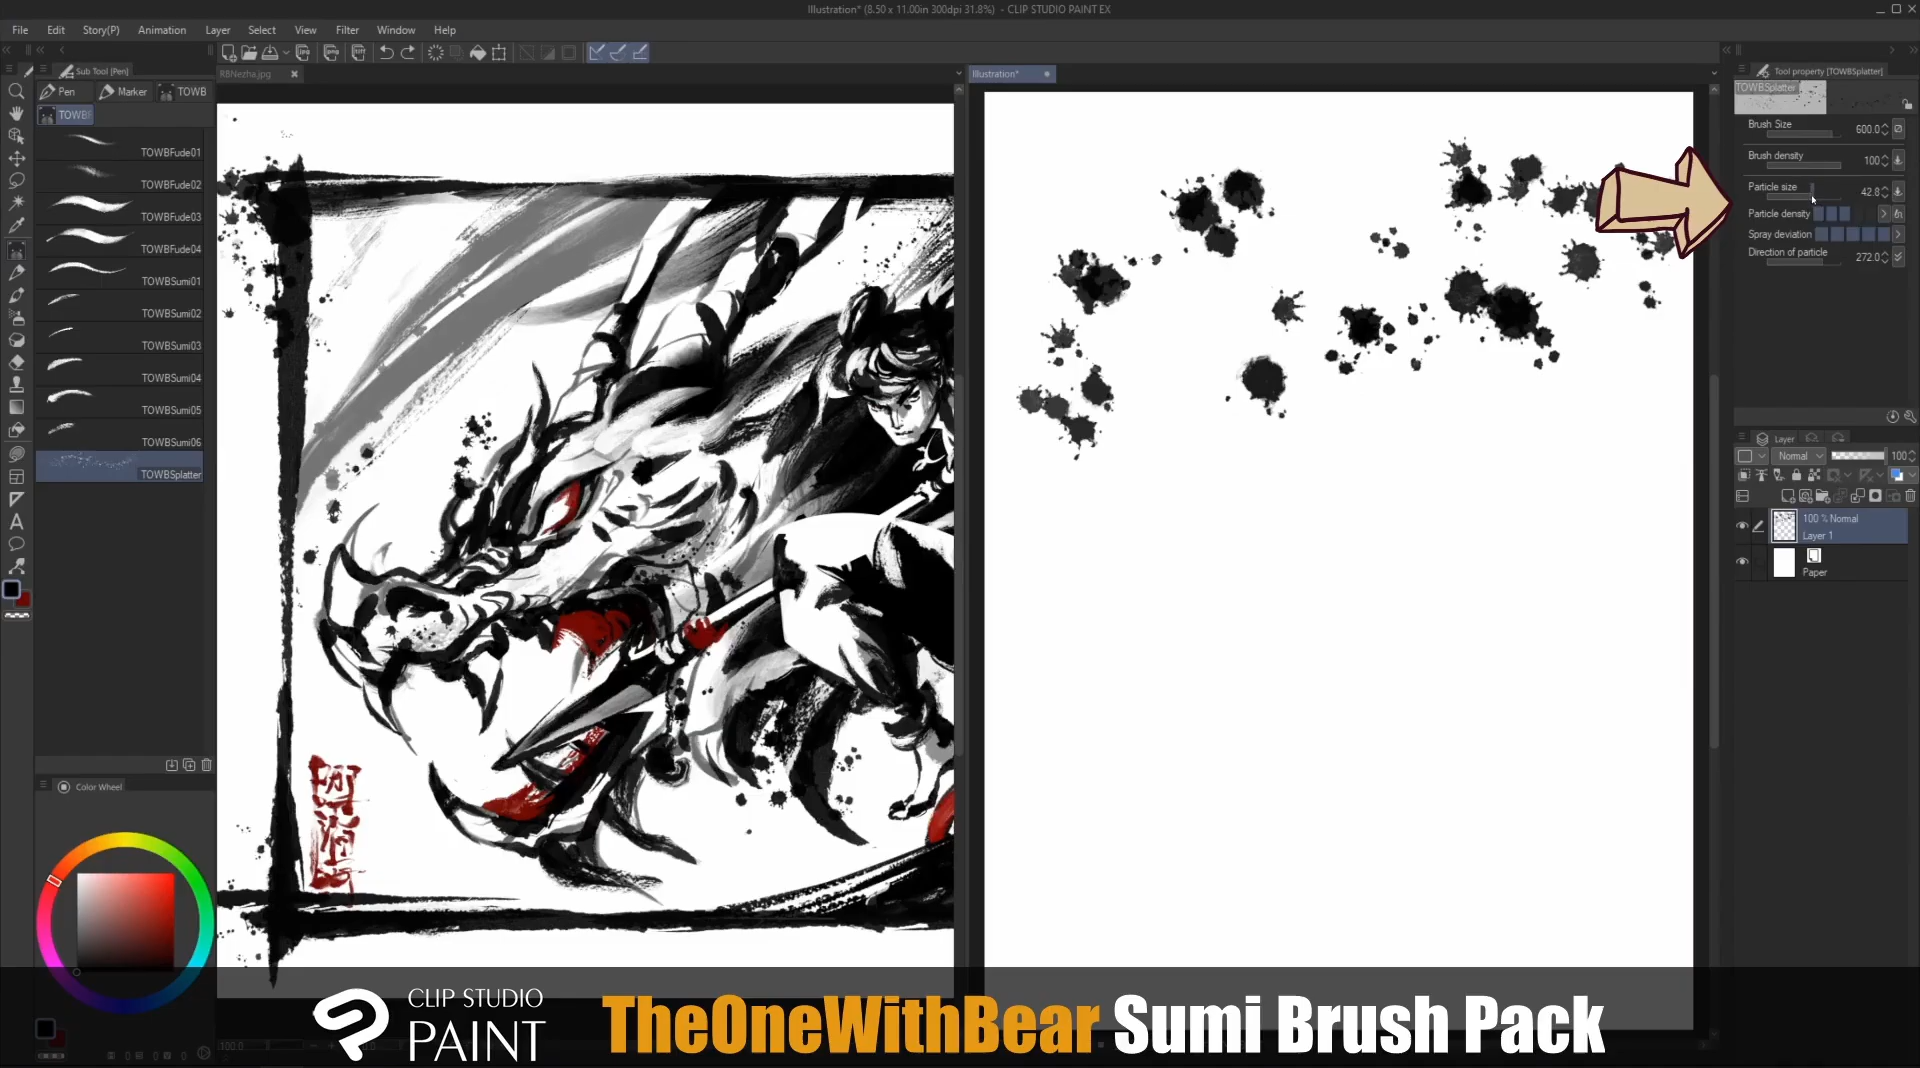 Illustration* (8.50 x 11.00in 300dpi 31.8%) - CLIP STUDIO PAINT EX
File Edit Story(P) Animation Layer Select View Filter Window Help
Sub Tool [Pen]
Pen Marker TOWB
TOWBF
TOWBFude01
TOWBFude02
TOWBFude03
TOWBFude04
TOWBSumi01
TOWBSumi02
TOWBSumi03
TOWBSumi04
TOWBSumi05
TOWBSumi06
TOWBSplatter
Color Wheel
RBNezha.jpg
Illustration*
Tool property [TOWBSplatter]
TOWBSplatter
Brush Size 600.0
Brush density 100
Particle size 42.8
Particle density
Spray deviation
Direction of particle 272.0
Layer
Normal 100
100 % Normal
Layer 1
Paper
CLIP STUDIO
PAINT
TheOneWithBear Sumi Brush Pack